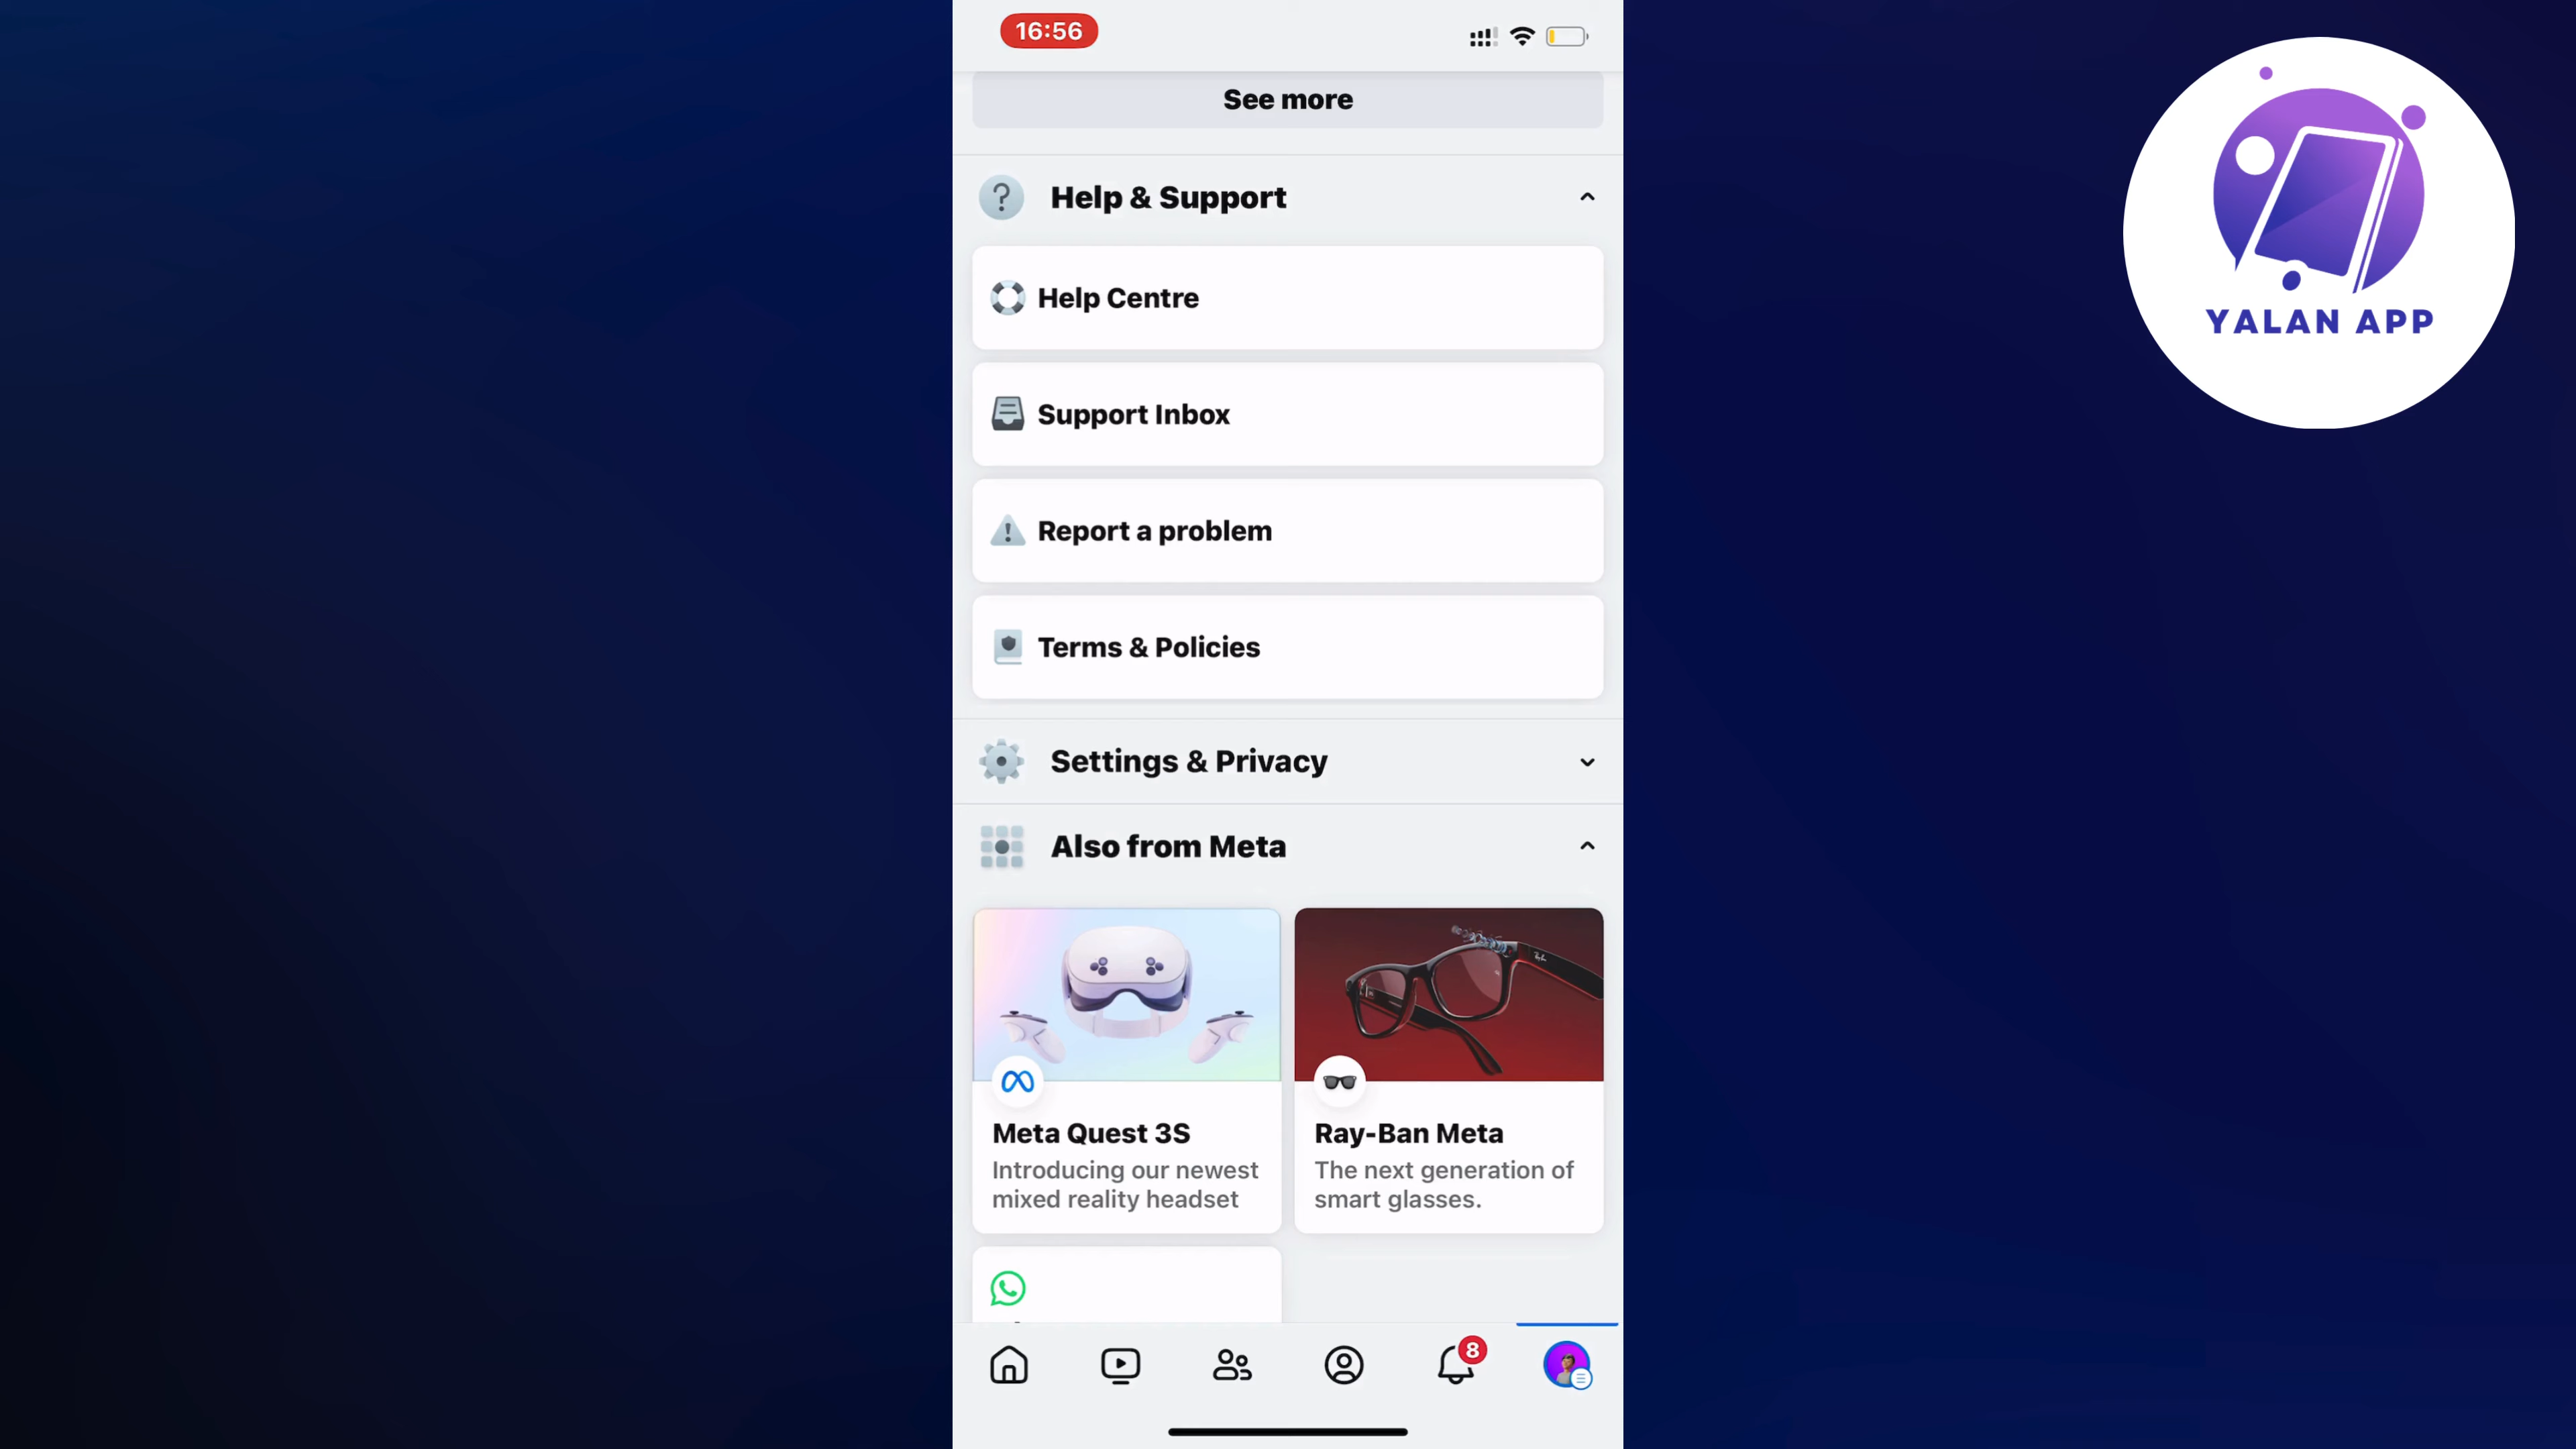 16:56
YALAN APP
See more
Help & Support
Help Centre
Support Inbox
Report a problem
Terms & Policies
Settings & Privacy
Also from Meta
Meta Quest 3S
Introducing our newest
mixed reality headset
Ray-Ban Meta
The next generation of
smart glasses.
8